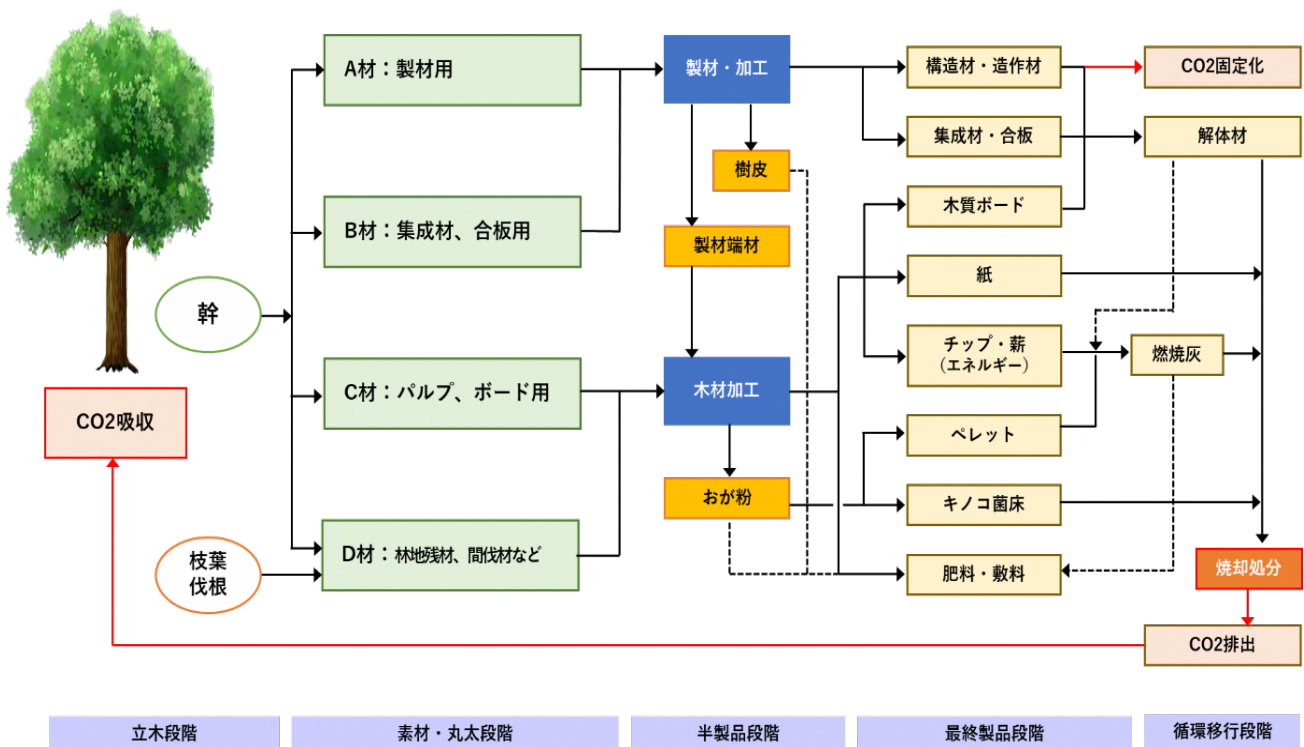 A材：製材用
製材・加工
構造材・造作材
CO2固定化
集成材・合板
解体材
樹皮
木質ボード
B材：集成材、合板用
製材端材
紙
幹
チップ・薪
(エネルギー)
燃焼灰
C材：パルプ、ボード用
木材加工
CO2吸収
ペレット
おが粉
キノコ菌床
D材：林地残材、間伐材など
枝葉
伐根
肥料・敷料
焼却処分
CO2排出
立木段階
素材・丸太段階
半製品段階
最終製品段階
循環移行段階